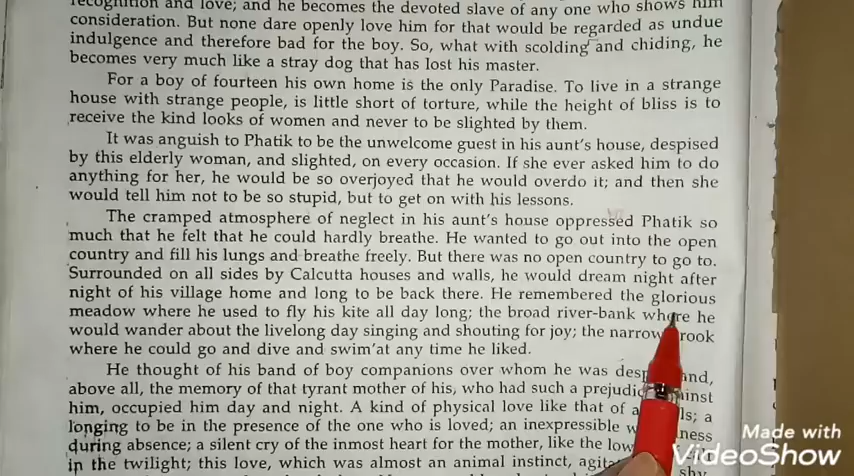 recognition and love; and he becomes the devoted slave of any one who shows him
consideration. But none dare openly love him for that would be regarded as undue
indulgence and therefore bad for the boy. So, what with scolding and chiding, he
becomes very much like a stray dog that has lost his master.
For a boy of fourteen his own home is the only Paradise. To live in a strange
house with strange people, is little short of torture, while the height of bliss is to
receive the kind looks of women and never to be slighted by them.
It was anguish to Phatik to be the unwelcome guest in his aunt's house, despised
by this elderly woman, and slighted, on every occasion. If she ever asked him to do
anything for her, he would be so overjoyed that he would overdo it; and then she
would tell him not to be so stupid, but to get on with his lessons.
The cramped atmosphere of neglect in his aunt's house oppressed Phatik so
much that he felt that he could hardly breathe. He wanted to go out into the open
country and fill his lungs and breathe freely. But there was no open country to go to.
Surrounded on all sides by Calcutta houses and walls, he would dream night after
night of his village home and long to be back there. He remembered the glorious
meadow where he used to fly his kite all day long; the broad river-bank where he
would wander about the livelong day singing and shouting for joy; the narrow rook
where he could go and dive and swim at any time he liked.
He thought of his band of boy companions over whom he was desp and,
above all, the memory of that tyrant mother of his, who had such a prejudic ainst
him, occupied him day and night. A kind of physical love like that of a ls; a
longing to be in the presence of the one who is loved; an inexpressible w ness
during absence; a silent cry of the inmost heart for the mother, like the low
in the twilight; this love, which was almost an animal instinct, agita shy
Made with
VideoShow